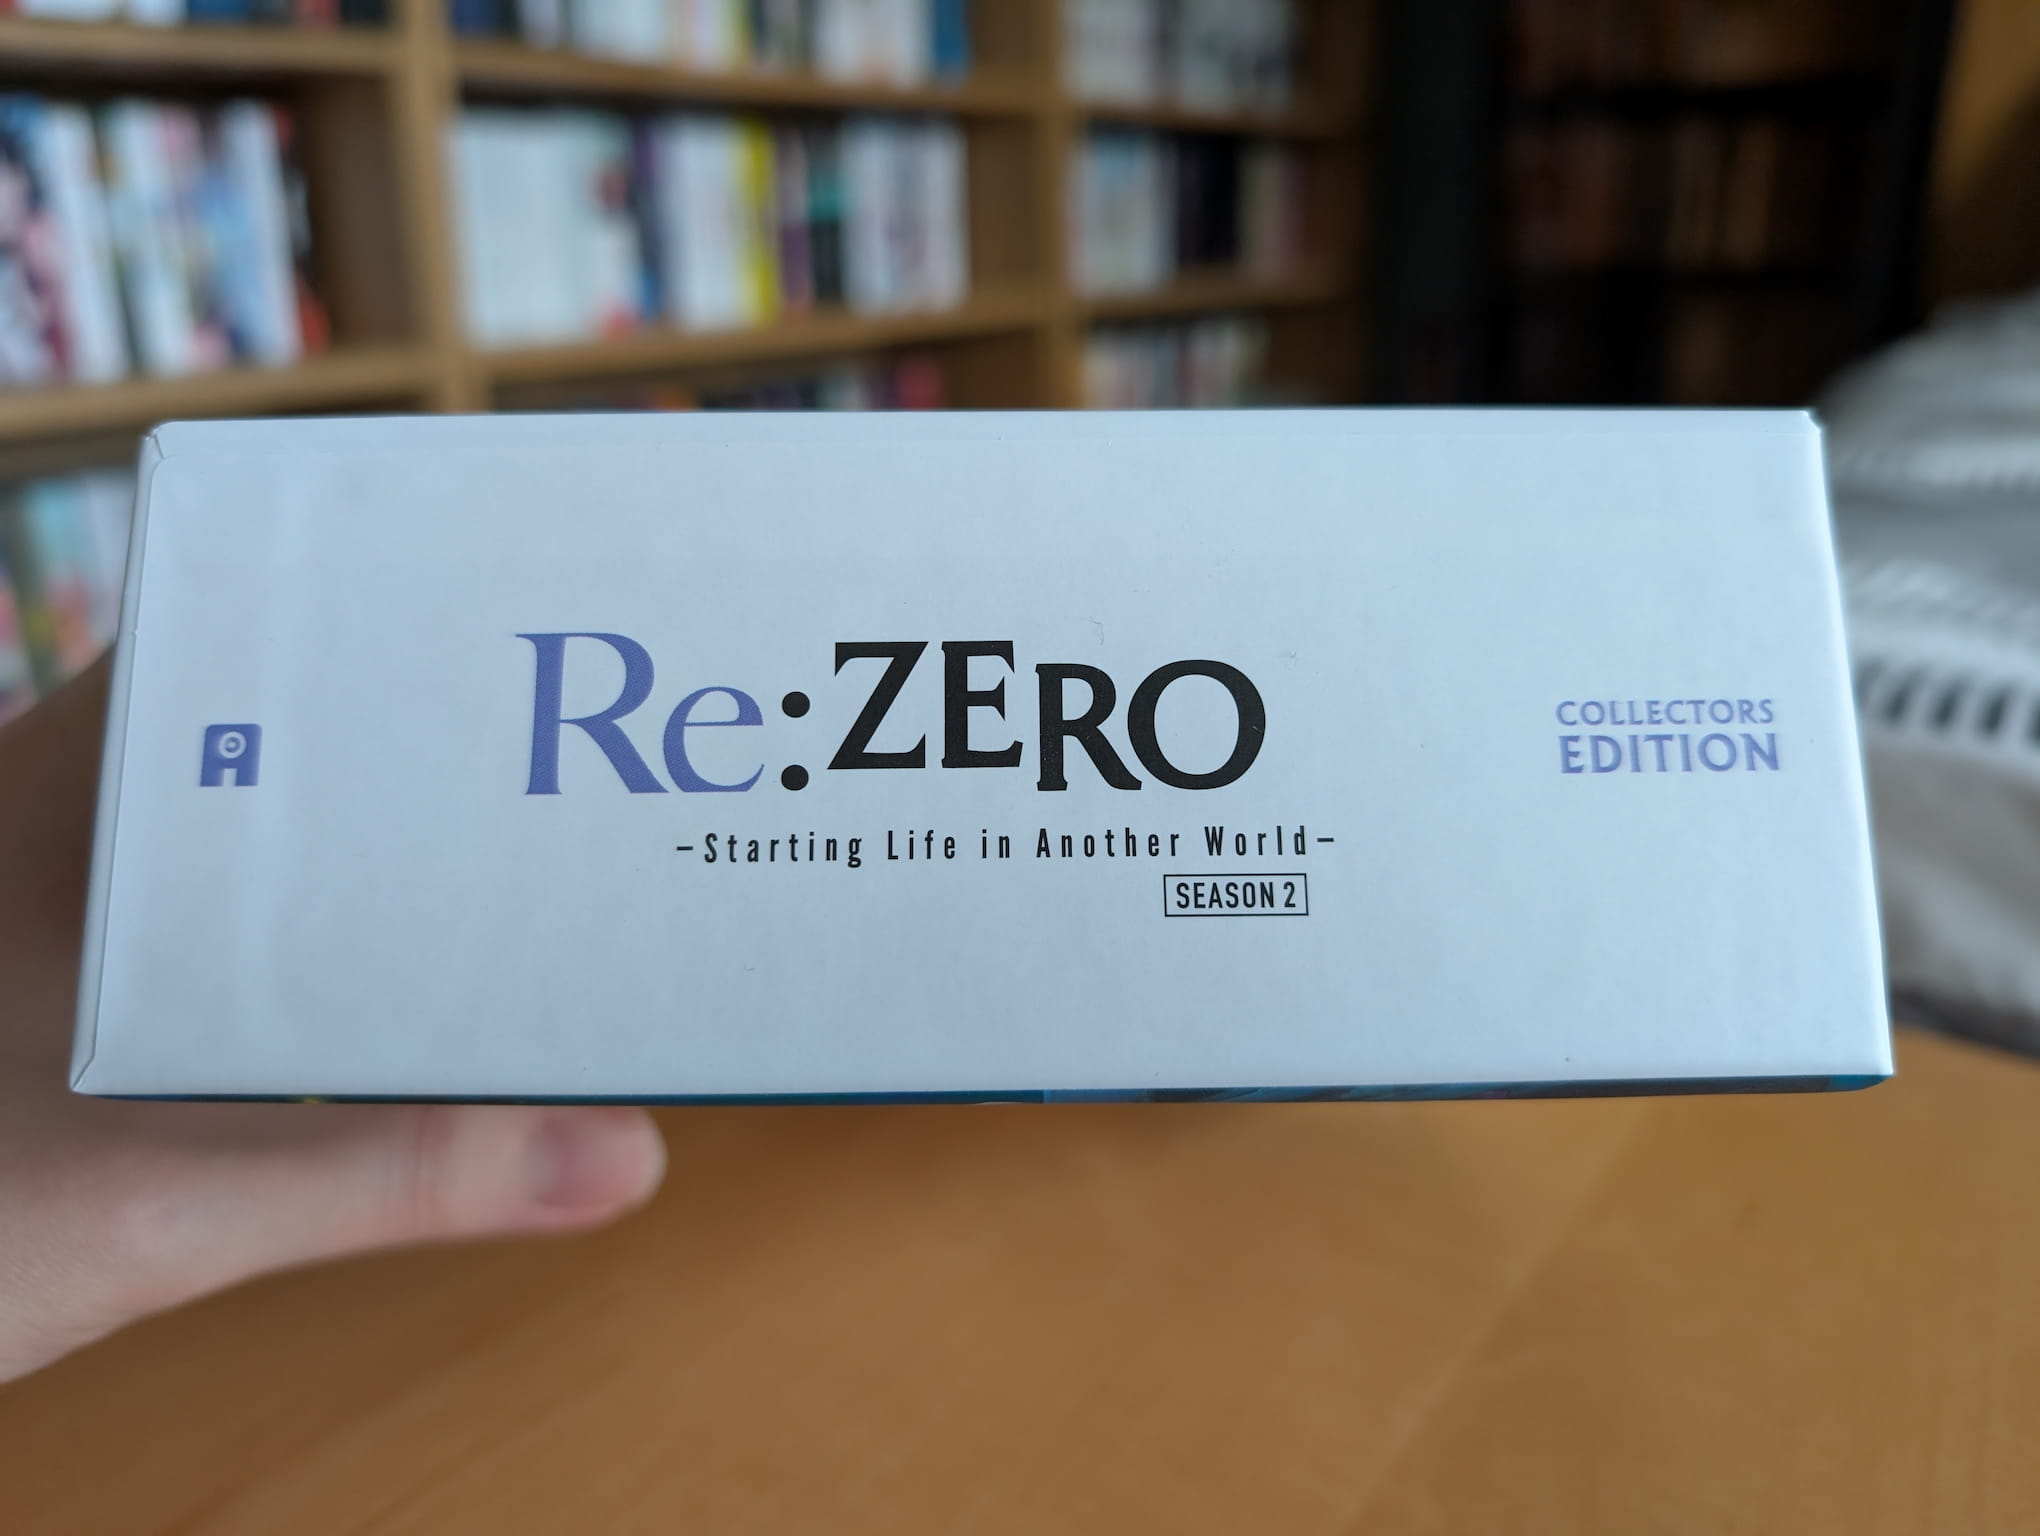 Re:ZERO
-Starting Life in Another World-
SEASON 2
COLLECTORS
EDITION